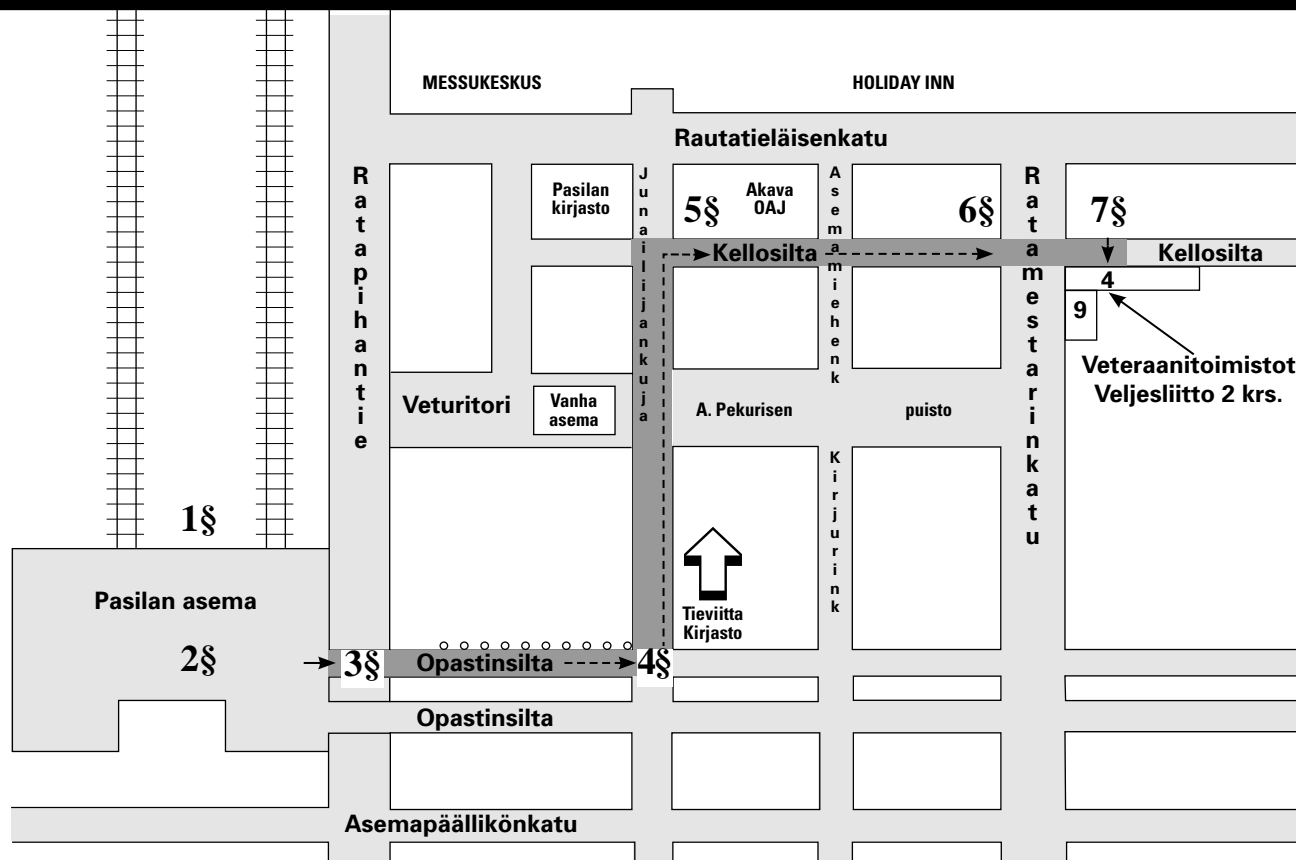 MESSUKESKUS
HOLIDAY INN
Rautatieläisenkatu
Ratapihantie
Pasilan
kirjasto
Junailijankuja
5§
Akava
OAJ
Asemamiehenk
6§
Ratamestarinkatu
7§
Kellosilta
Kellosilta
4
9
Veteraanitoimistot
Veljesliitto 2 krs.
Veturitori
Vanha
asema
A. Pekurisen
puisto
Kirjurink
1§
Pasilan asema
Tieviitta
Kirjasto
2§
3§
Opastinsilta
4§
Opastinsilta
Asemapäällikönkatu